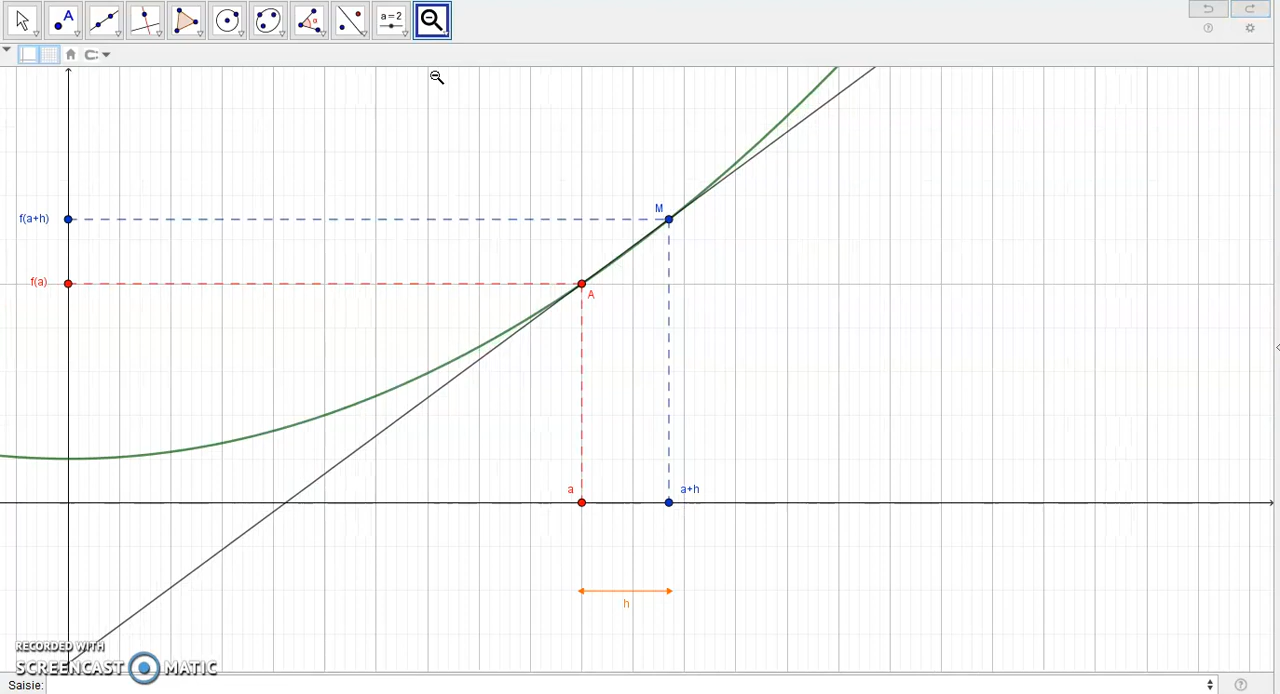 A
α
a=2
M
f(a+h)
f(a)
A
a
a+h
h
RECORDED WITH
SCREENCAST MATIC
Saisie: